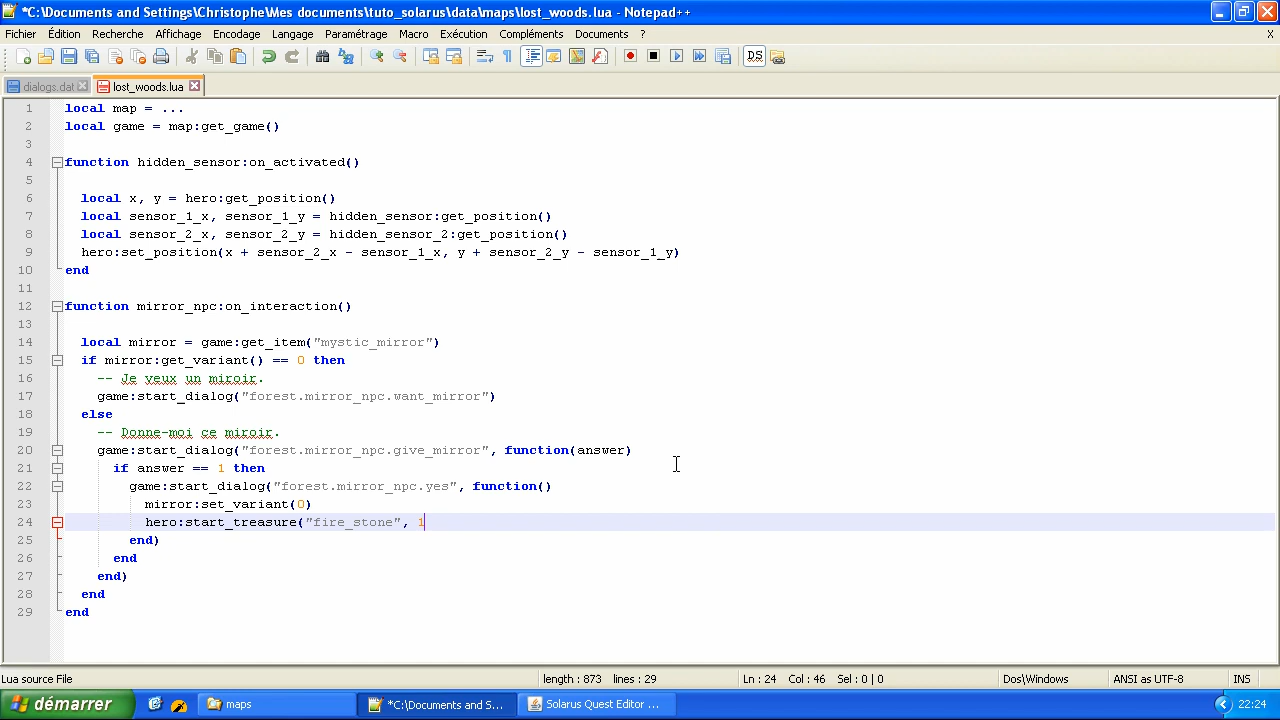 *C:\Documents and Settings\Christophe\Mes documents\tuto_solarus\data\maps\lost_woods.lua - Notepad++
Fichier Édition Recherche Affichage Encodage Langage Paramétrage Macro Exécution Compléments Documents ? X
dialogs.dat lost_woods.lua
1 local map = ...
2 local game = map:get_game()
3
4 function hidden_sensor:on_activated()
5
6 local x, y = hero:get_position()
7 local sensor_1_x, sensor_1_y = hidden_sensor:get_position()
8 local sensor_2_x, sensor_2_y = hidden_sensor_2:get_position()
9 hero:set_position(x + sensor_2_x - sensor_1_x, y + sensor_2_y - sensor_1_y)
10 end
11
12 function mirror_npc:on_interaction()
13
14 local mirror = game:get_item("mystic_mirror")
15 if mirror:get_variant() == 0 then
16 -- Je veux un miroir.
17 game:start_dialog("forest.mirror_npc.want_mirror")
18 else
19 -- Donne-moi ce miroir.
20 game:start_dialog("forest.mirror_npc.give_mirror", function(answer)
21 if answer == 1 then
22 game:start_dialog("forest.mirror_npc.yes", function()
23 mirror:set_variant(0)
24 hero:start_treasure("fire_stone", 1
25 end)
26 end
27 end)
28 end
29 end
Lua source File length : 873 lines : 29 Ln : 24 Col : 46 Sel : 0 | 0 Dos\Windows ANSI as UTF-8 INS
démarrer maps *C:\Documents and S... Solarus Quest Editor ... 22:24